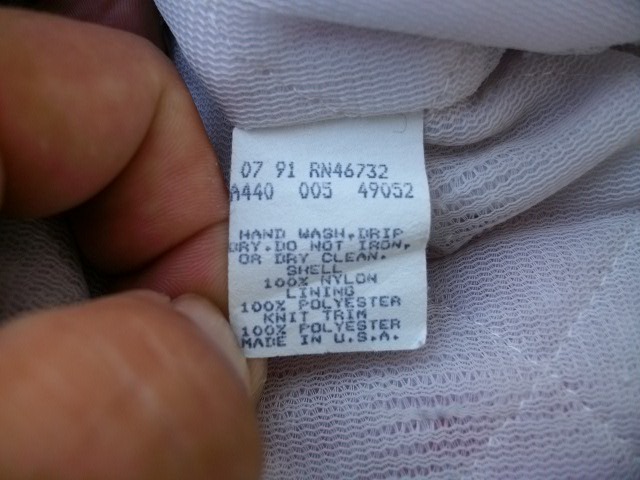 07 91 RN46732
A440 005 49052
HAND WASH, DRIP
DRY. DO NOT IRON,
OR DRY CLEAN.
SHELL
100% NYLON
LINING
100% POLYESTER
KNIT TRIM
100% POLYESTER
MADE IN U.S.A.